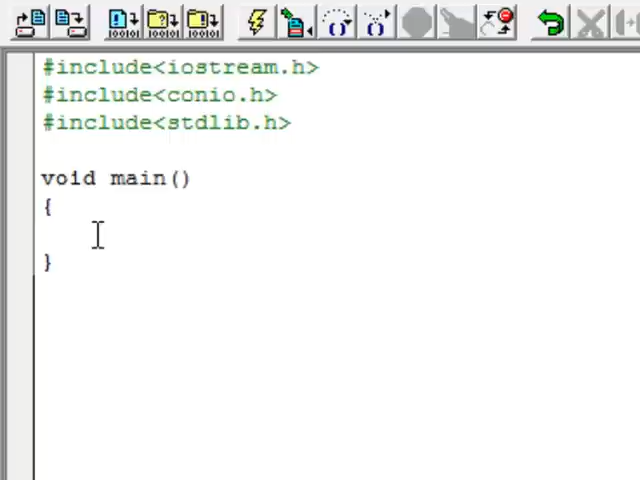 #include<iostream.h>
#include<conio.h>
#include<stdlib.h>
void main()
{
}